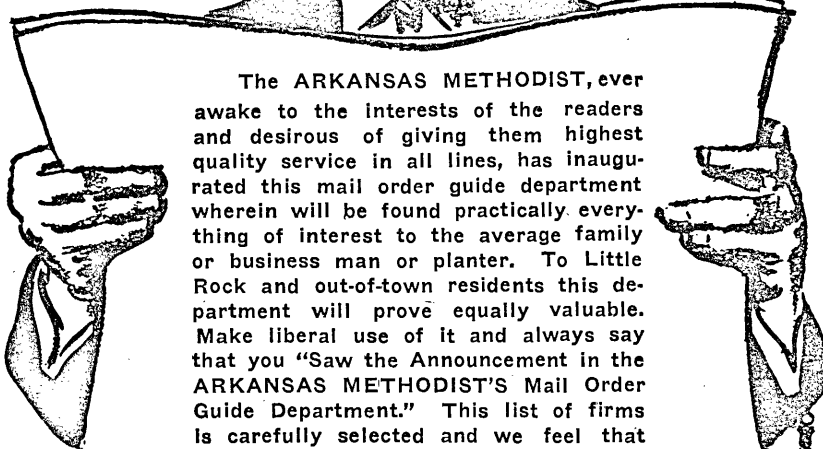 The ARKANSAS METHODIST, ever
awake to the interests of the readers
and desirous of giving them highest
quality service in all lines, has inaugu-
rated this mail order guide department
wherein will be found practically every-
thing of interest to the average family
or business man or planter. To Little
Rock and out-of-town residents this de-
partment will prove equally valuable.
Make liberal use of it and always say
that you "Saw the Announcement in the
ARKANSAS METHODIST'S Mail Order
Guide Department." This list of firms
is carefully selected and we feel that